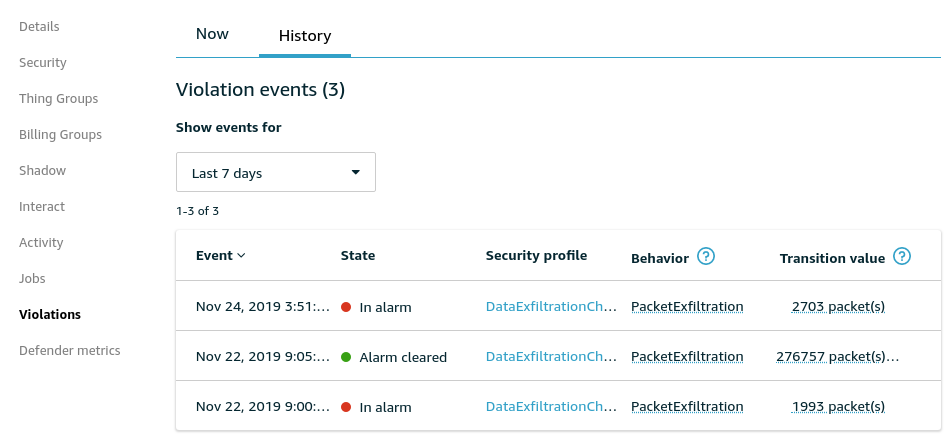 Details
Security
Thing Groups
Billing Groups
Shadow
Interact
Activity
Jobs
Violations
Defender metrics
Now History
Violation events (3)
Show events for
Last 7 days
1-3 of 3
Event State Security profile Behavior ? Transition value ?
Nov 24, 2019 3:51:... In alarm DataExfiltrationCh... PacketExfiltration 2703 packet(s)
Nov 22, 2019 9:05:... Alarm cleared DataExfiltrationCh... PacketExfiltration 276757 packet(s)...
Nov 22, 2019 9:00:... In alarm DataExfiltrationCh... PacketExfiltration 1993 packet(s)